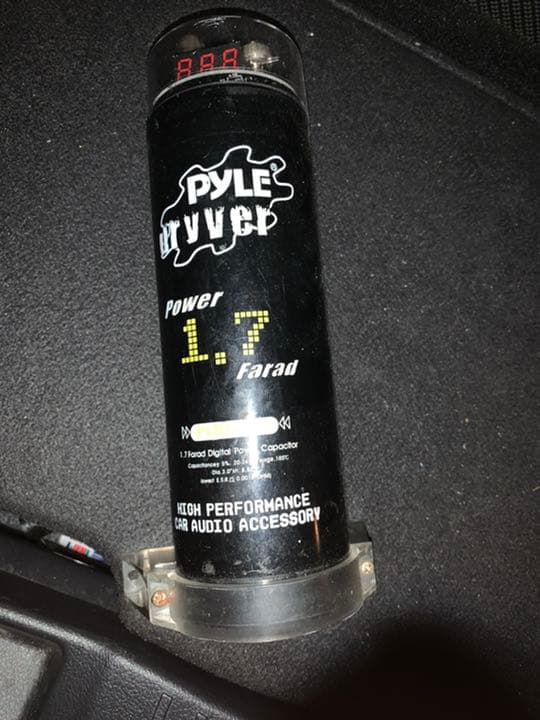 888
PYLE®
dryver
Power
1.7
Farad
1.7 Farad Digital Power Capacitor
HIGH PERFORMANCE
CAR AUDIO ACCESSORY